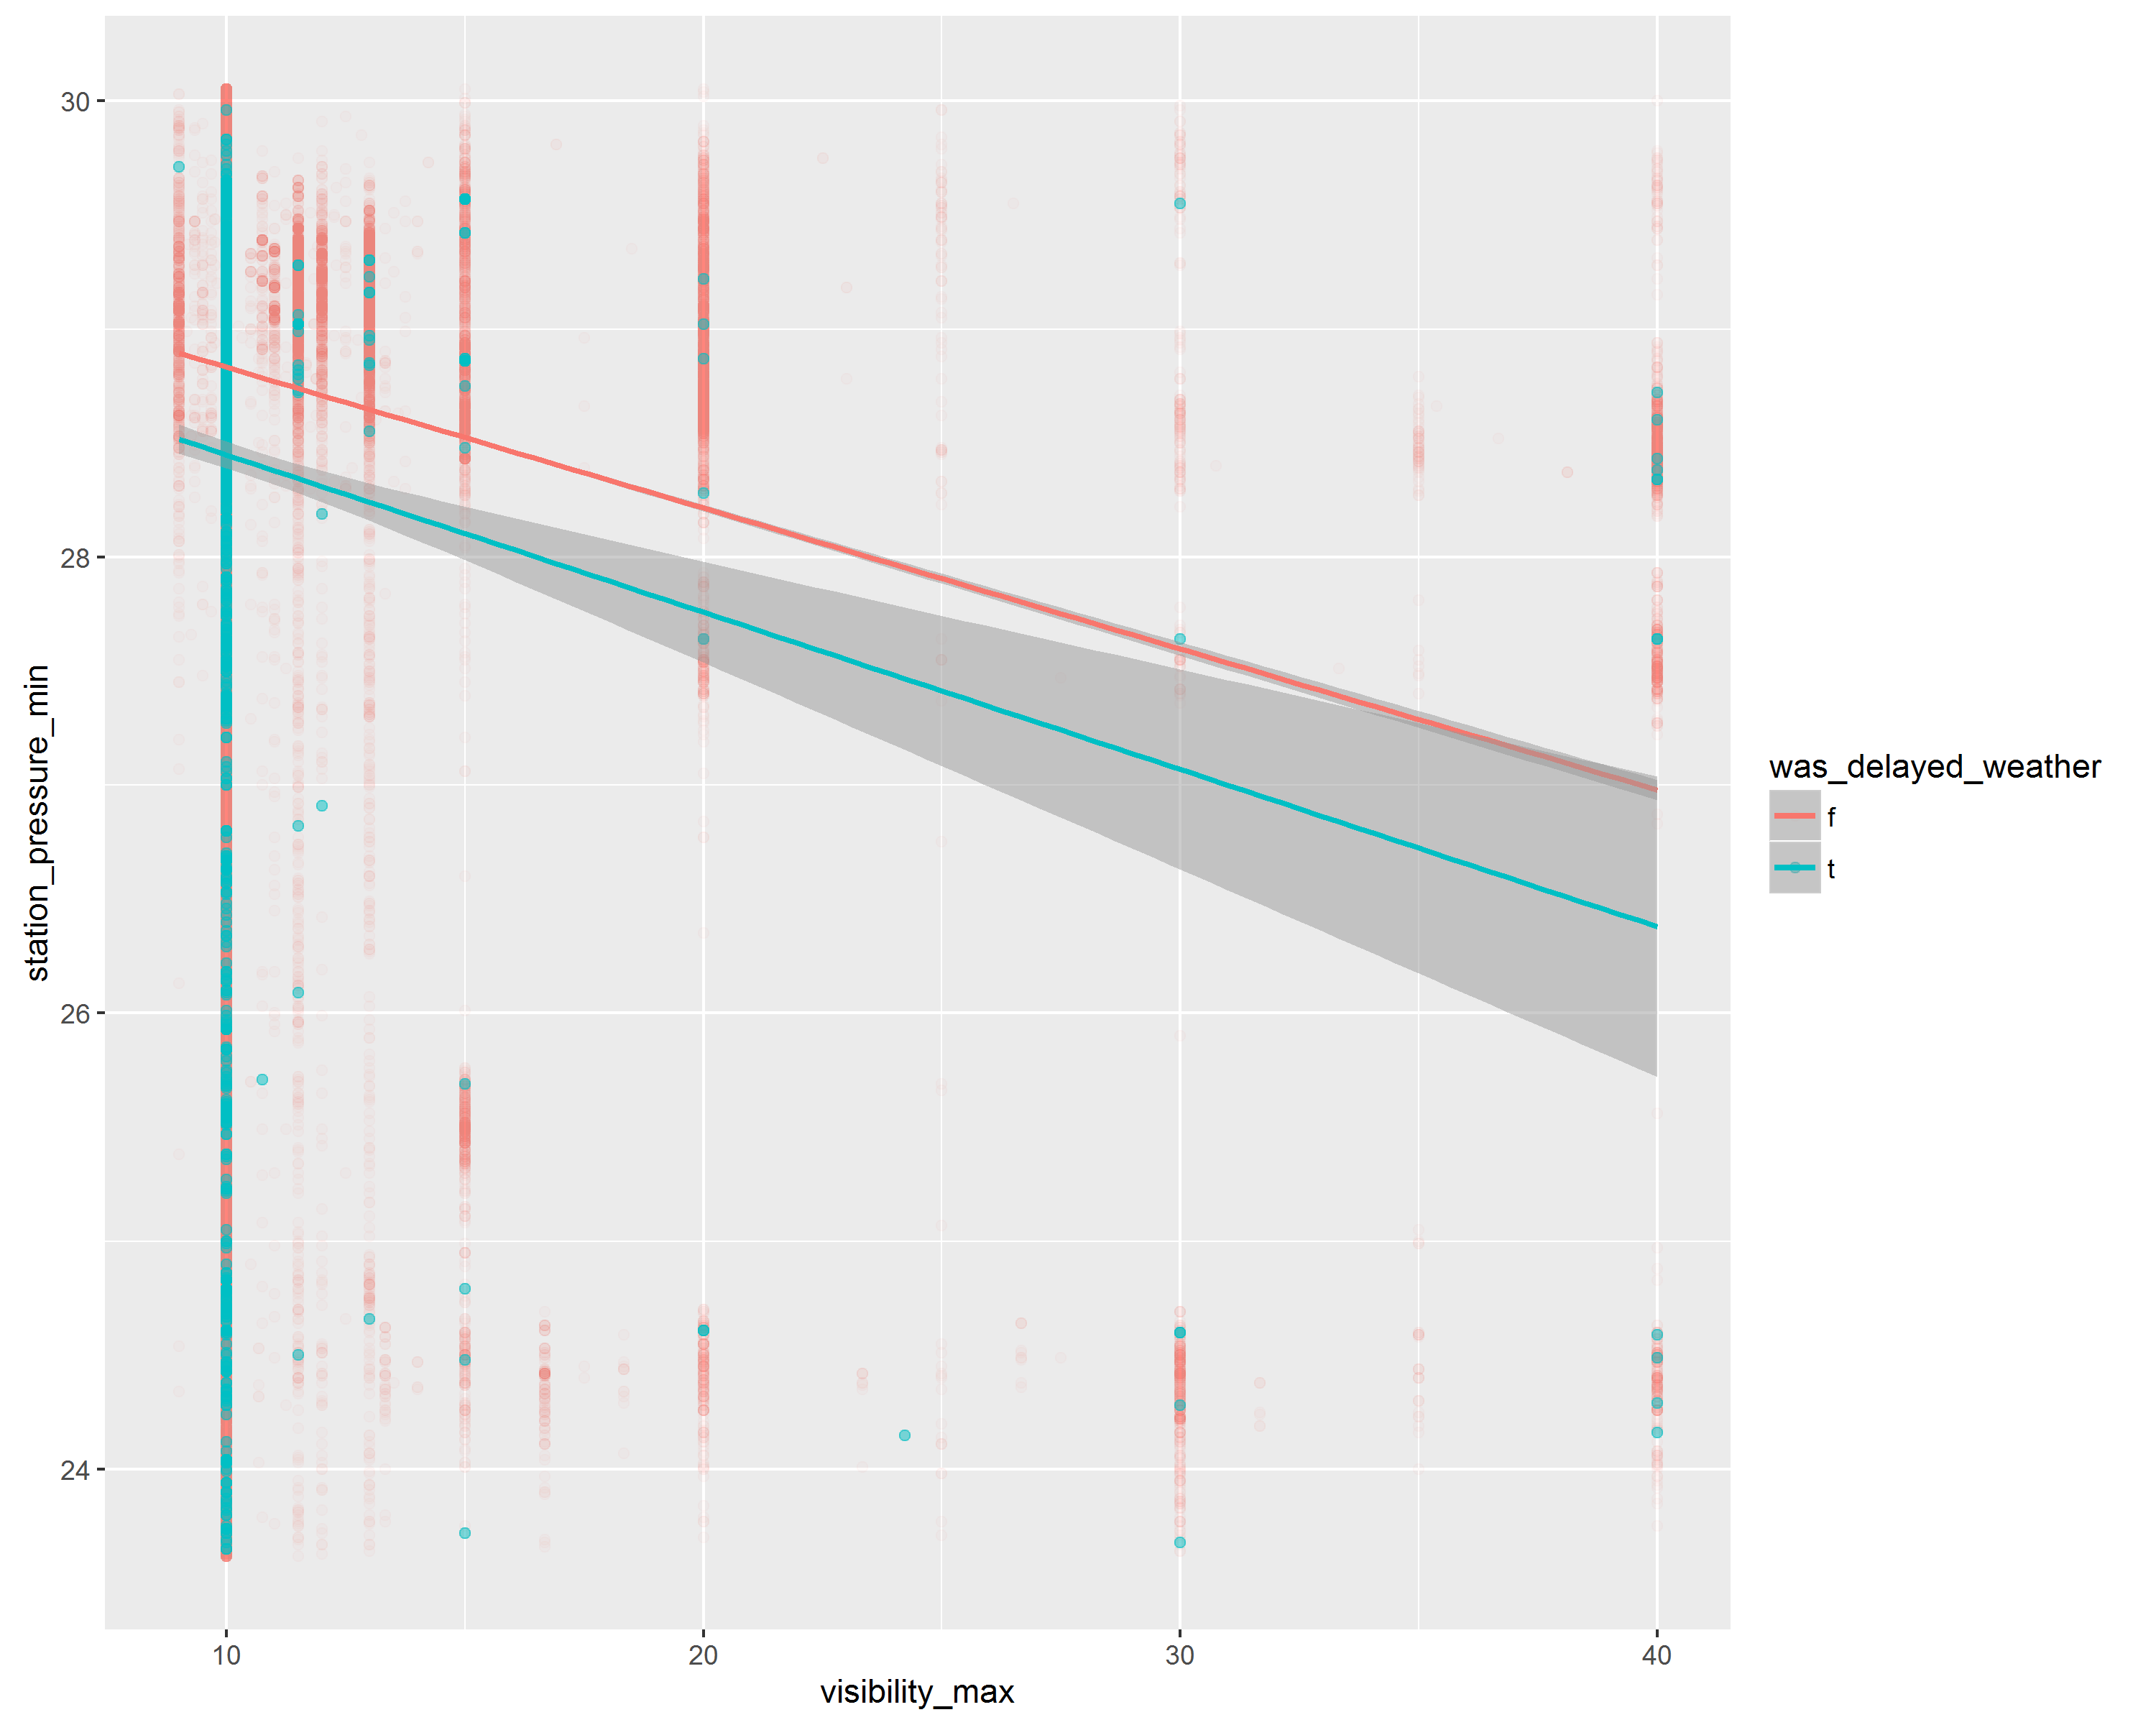 30
28
26
24
station_pressure_min
10 20 30 40
visibility_max
was_delayed_weather
f
t